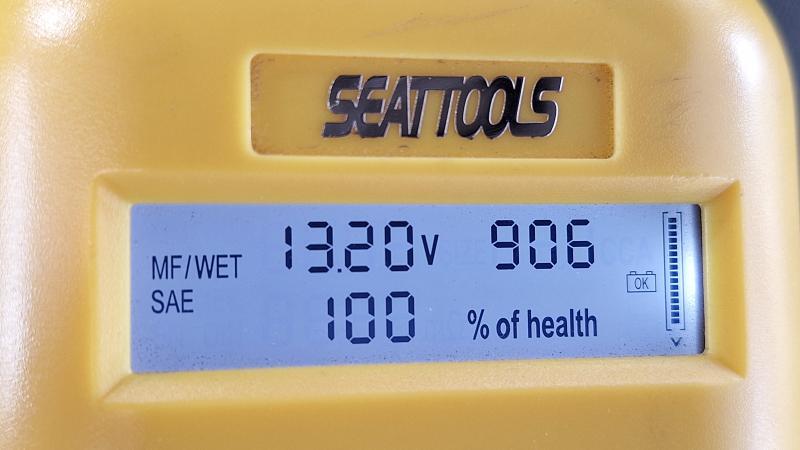 SEATTOOLS
MF/WET 13.20V 906
SAE 100 % of health
OK
V